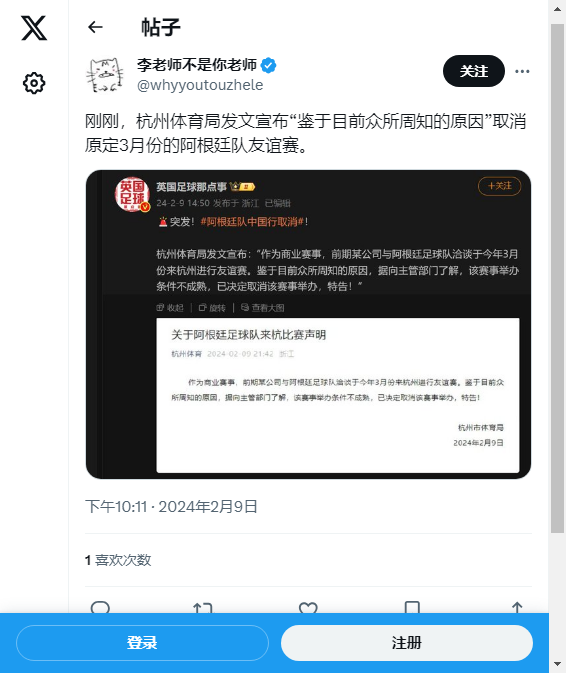 帖子
李老师不是你老师
@whyyoutouzhele
关注
刚刚，杭州体育局发文宣布“鉴于目前众所周知的原因”取消
原定3月份的阿根廷队友谊赛。
英国足球
英国足球那点事
+关注
24-2-9 14:50 发布于 浙江 已编辑
突发！#阿根廷队中国行取消#！
杭州体育局发文宣布：“作为商业赛事，前期某公司与阿根廷足球队洽谈于今年3月
份来杭州进行友谊赛。鉴于目前众所周知的原因，据向主管部门了解，该赛事举办
条件不成熟，已决定取消该赛事举办，特告！”
收起 旋转 查看大图
关于阿根廷足球队来杭比赛声明
杭州体育 2024-02-09 21:42 浙江
作为商业赛事，前期某公司与阿根廷足球队洽谈于今年3月份来杭州进行友谊赛。鉴于目前众
所周知的原因，据向主管部门了解，该赛事举办条件不成熟，已决定取消该赛事举办，特告！
杭州市体育局
2024年2月9日
下午10:11 · 2024年2月9日
1 喜欢次数
登录
注册